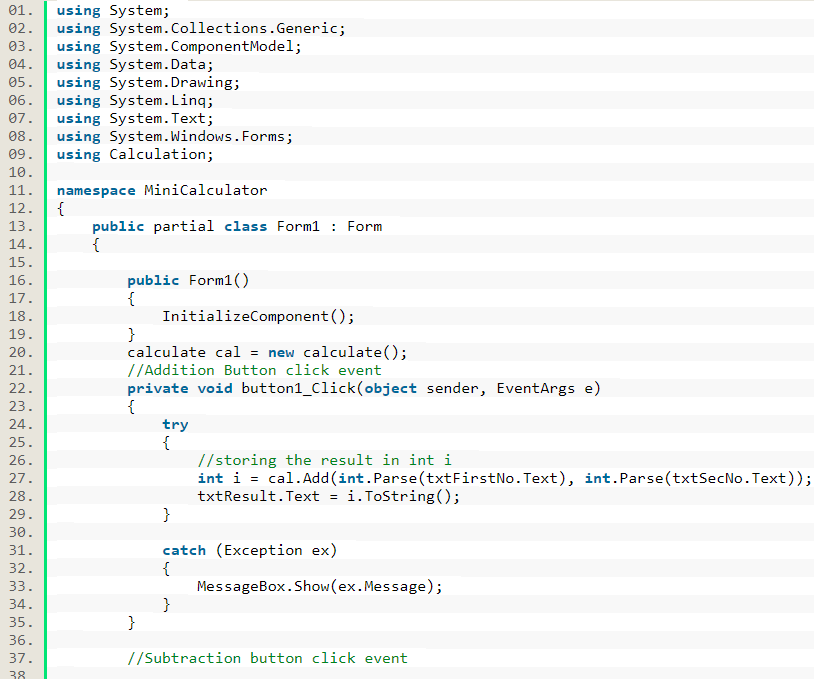 01. using System;
02. using System.Collections.Generic;
03. using System.ComponentModel;
04. using System.Data;
05. using System.Drawing;
06. using System.Linq;
07. using System.Text;
08. using System.Windows.Forms;
09. using Calculation;
10.
11. namespace MiniCalculator
12. {
13.     public partial class Form1 : Form
14.     {
15.
16.         public Form1()
17.         {
18.             InitializeComponent();
19.         }
20.         calculate cal = new calculate();
21.         //Addition Button click event
22.         private void button1_Click(object sender, EventArgs e)
23.         {
24.             try
25.             {
26.                 //storing the result in int i
27.                 int i = cal.Add(int.Parse(txtFirstNo.Text), int.Parse(txtSecNo.Text));
28.                 txtResult.Text = i.ToString();
29.             }
30.
31.             catch (Exception ex)
32.             {
33.                 MessageBox.Show(ex.Message);
34.             }
35.         }
36.
37.         //Subtraction button click event
38.